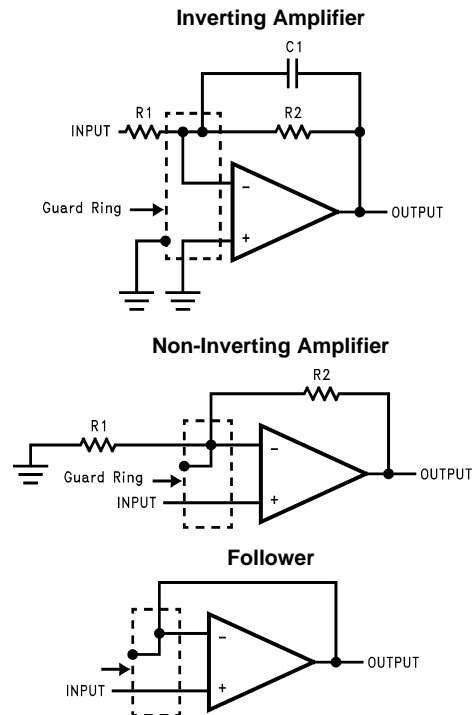 Inverting Amplifier
C1
R1
R2
INPUT
-
Guard Ring
OUTPUT
+
Non-Inverting Amplifier
R2
R1
-
Guard Ring
OUTPUT
INPUT
+
Follower
-
OUTPUT
INPUT
+